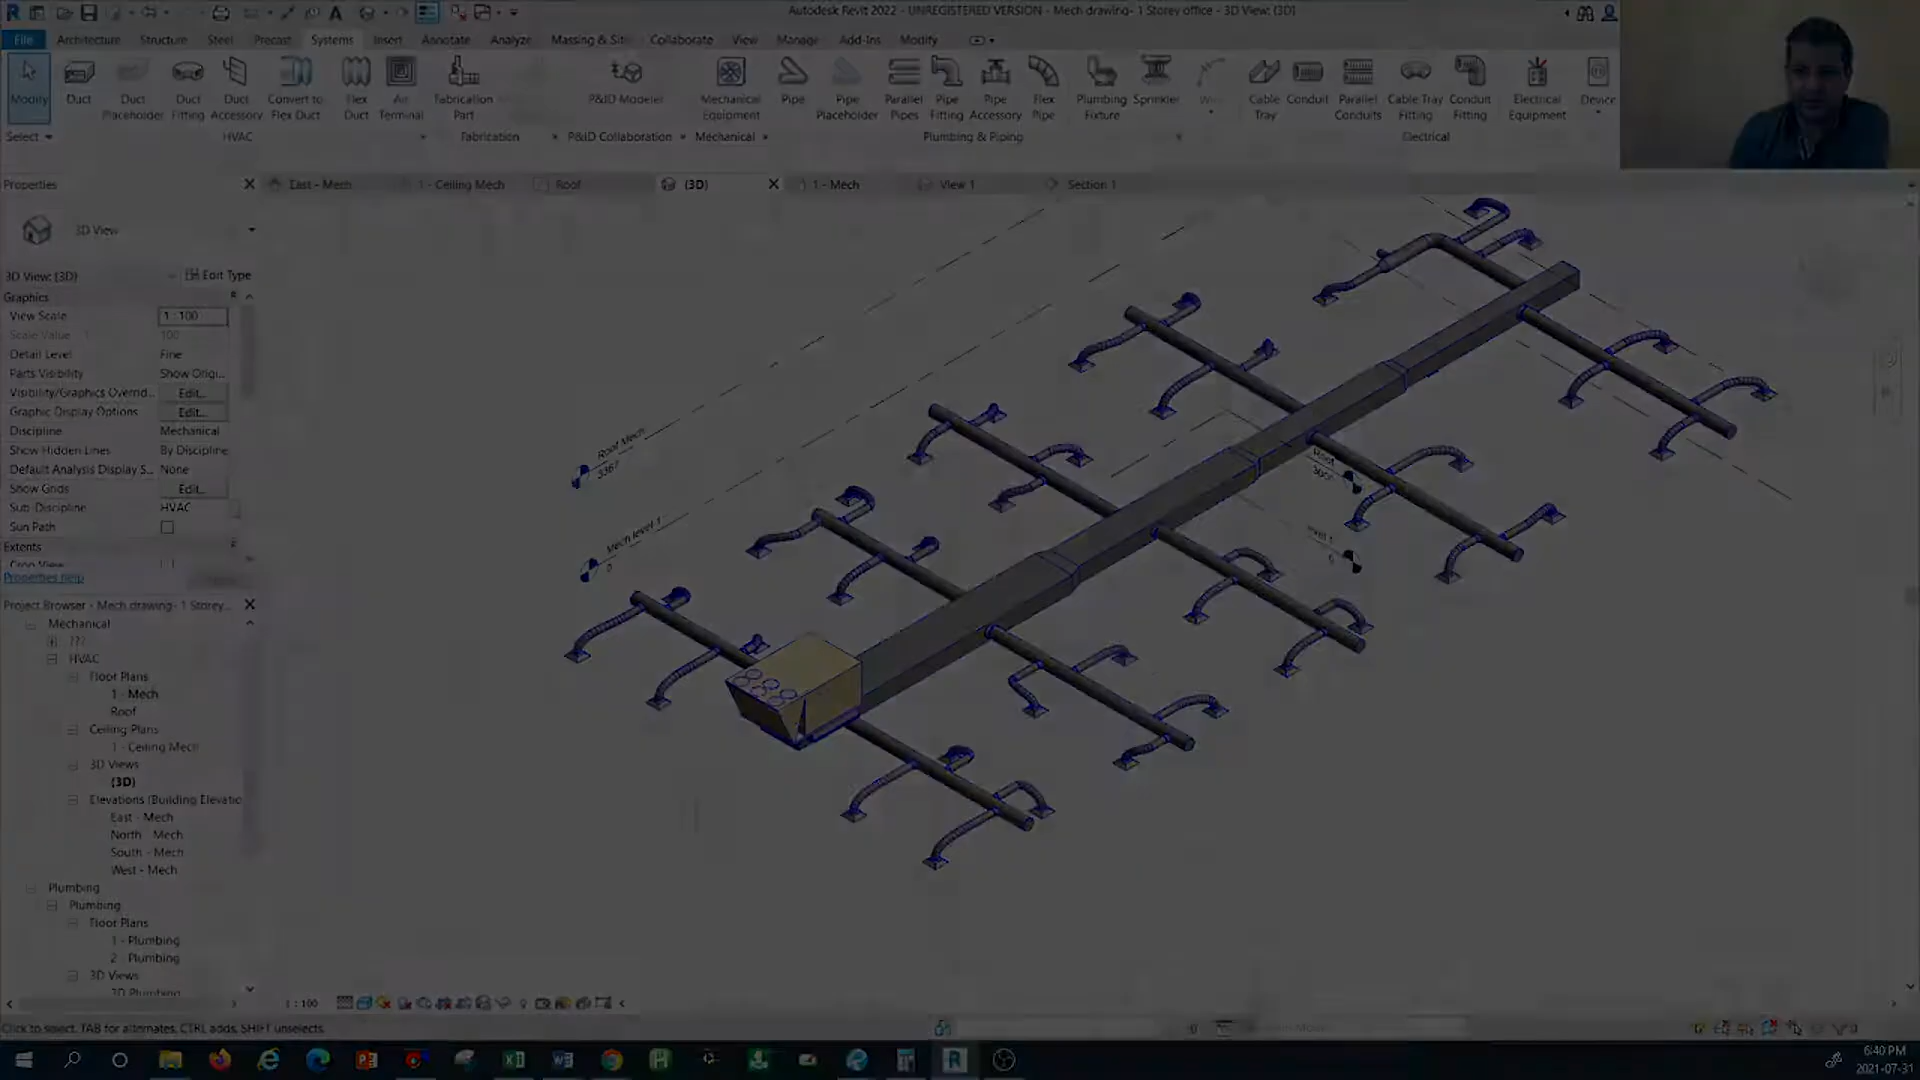 Autodesk Revit 2022 - UNREGISTERED VERSION - Mech drawing- 1 Storey office - 3D View: {3D}
File Architecture Structure Steel Precast Systems Insert Annotate Analyze Massing & Site Collaborate View Manage Add-Ins Modify
Modify
Duct
Duct Placeholder
Duct Fitting
Duct Accessory
Convert to Flex Duct
Flex Duct
Air Terminal
Fabrication Part
P&ID Modeler
Mechanical Equipment
Pipe
Pipe Placeholder
Parallel Pipes
Pipe Fitting
Pipe Accessory
Flex Pipe
Plumbing Fixture
Sprinkler
Cable Tray
Conduit
Parallel Conduits
Cable Tray Fitting
Conduit Fitting
Electrical Equipment
Device
Select HVAC Fabrication P&ID Collaboration Mechanical Plumbing & Piping Electrical
Properties
East - Mech 1 - Ceiling Mech Roof {3D} 1 - Mech View 1 Section 1
3D View
3D View: {3D} Edit Type
Graphics
View Scale 1 : 100
Scale Value 1: 100
Detail Level Fine
Parts Visibility Show Origi...
Visibility/Graphics Overrid... Edit...
Graphic Display Options Edit...
Discipline Mechanical
Show Hidden Lines By Discipline
Default Analysis Display S... None
Show Grids Edit...
Sub-Discipline HVAC
Sun Path
Extents
Crop View
Properties help
Project Browser - Mech drawing- 1 Storey...
Mechanical
???
HVAC
Floor Plans
1 - Mech
Roof
Ceiling Plans
1 - Ceiling Mech
3D Views
{3D}
Elevations (Building Elevatio
East - Mech
North - Mech
South - Mech
West - Mech
Plumbing
Plumbing
Floor Plans
1 - Plumbing
2 - Plumbing
3D Views
3D Plumbing
Roof Mech
Mech level 1
0
Roof
0
1 : 100
Click to select, TAB for alternates, CTRL adds, SHIFT unselects.
6:40 PM
2021-07-31